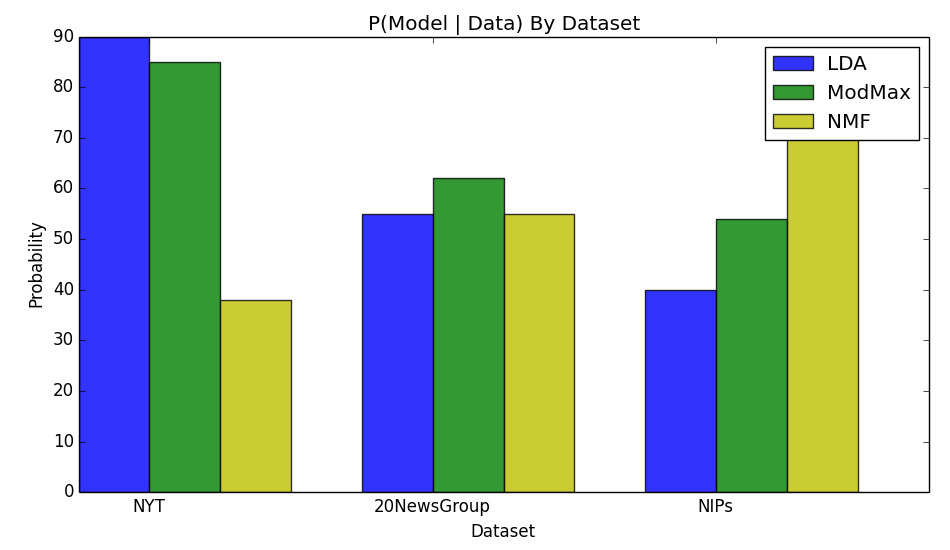 P(Model | Data) By Dataset
LDA
ModMax
NMF
Probability
90
80
70
60
50
40
30
20
10
0
NYT 20NewsGroup NIPs
Dataset